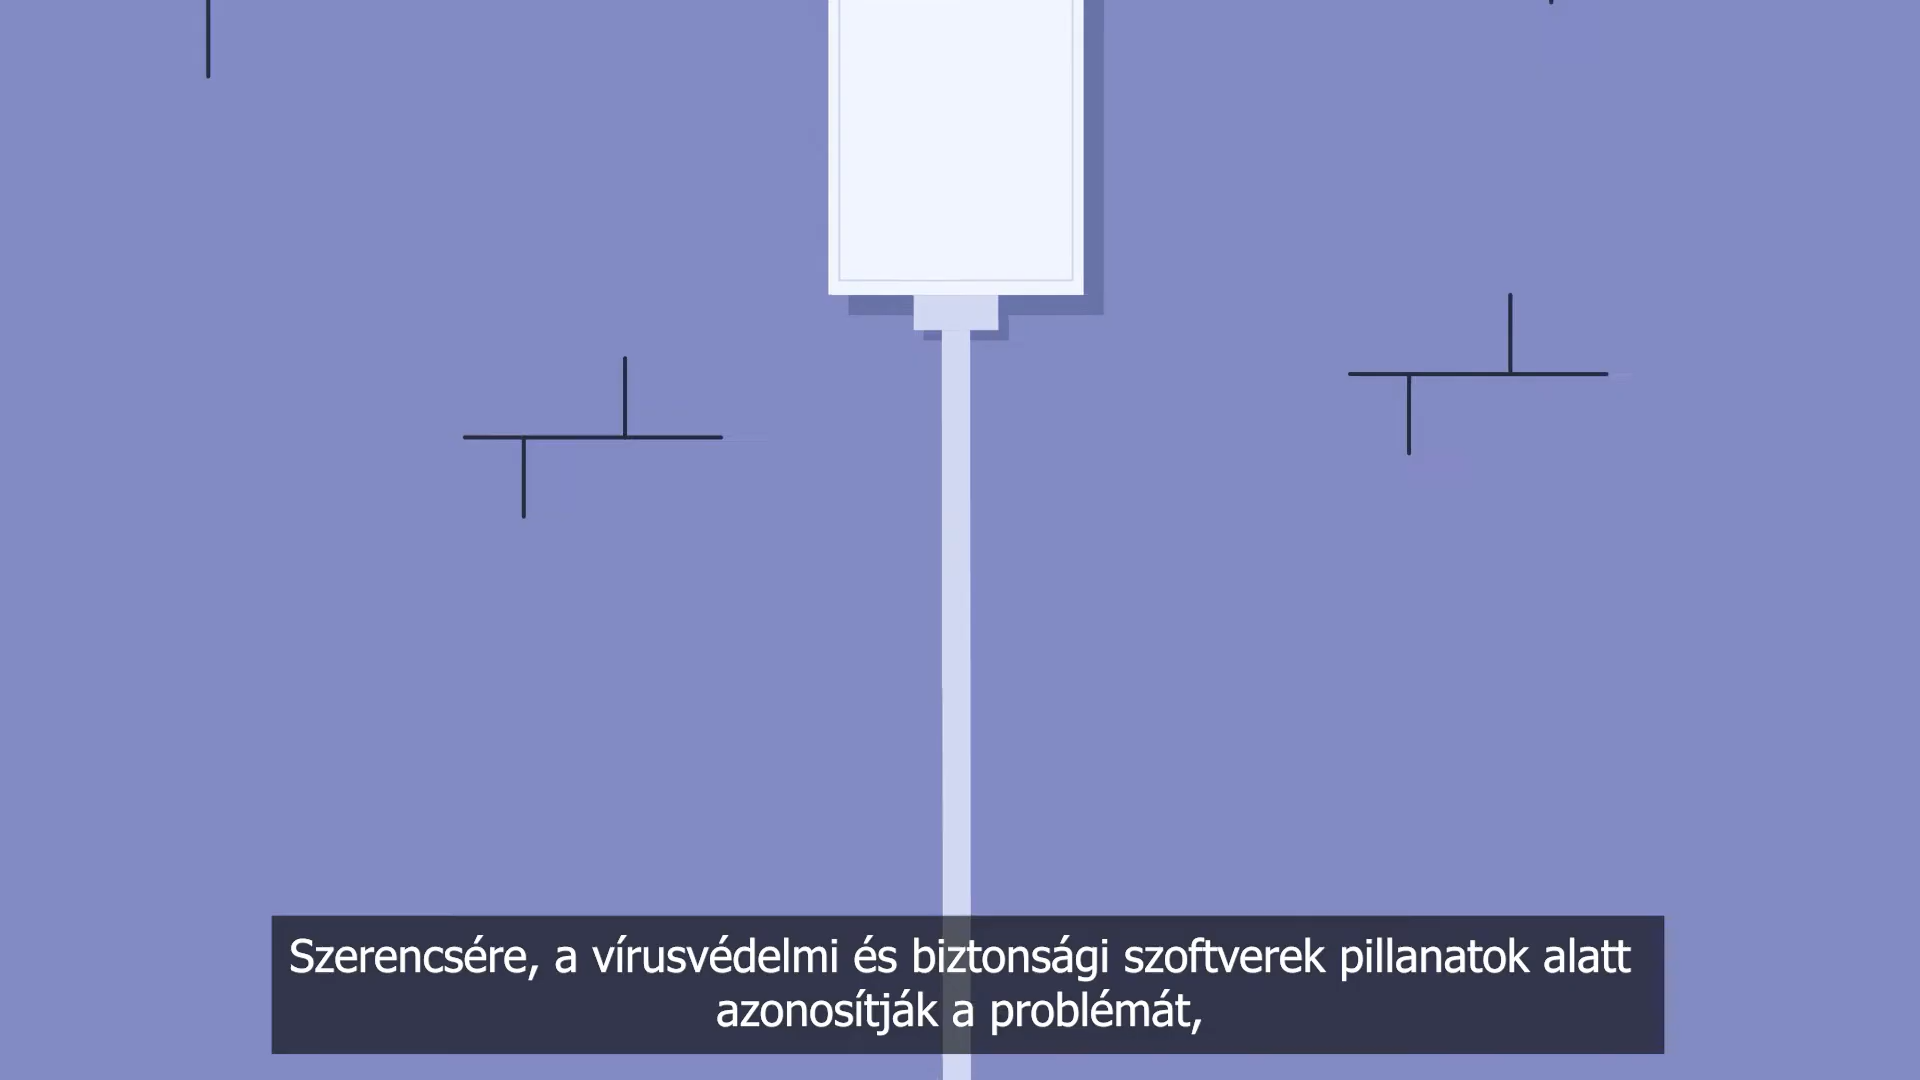 Szerencsére, a vírusvédelmi és biztonsági szoftverek pillanatok alatt
azonosítják a problémát,